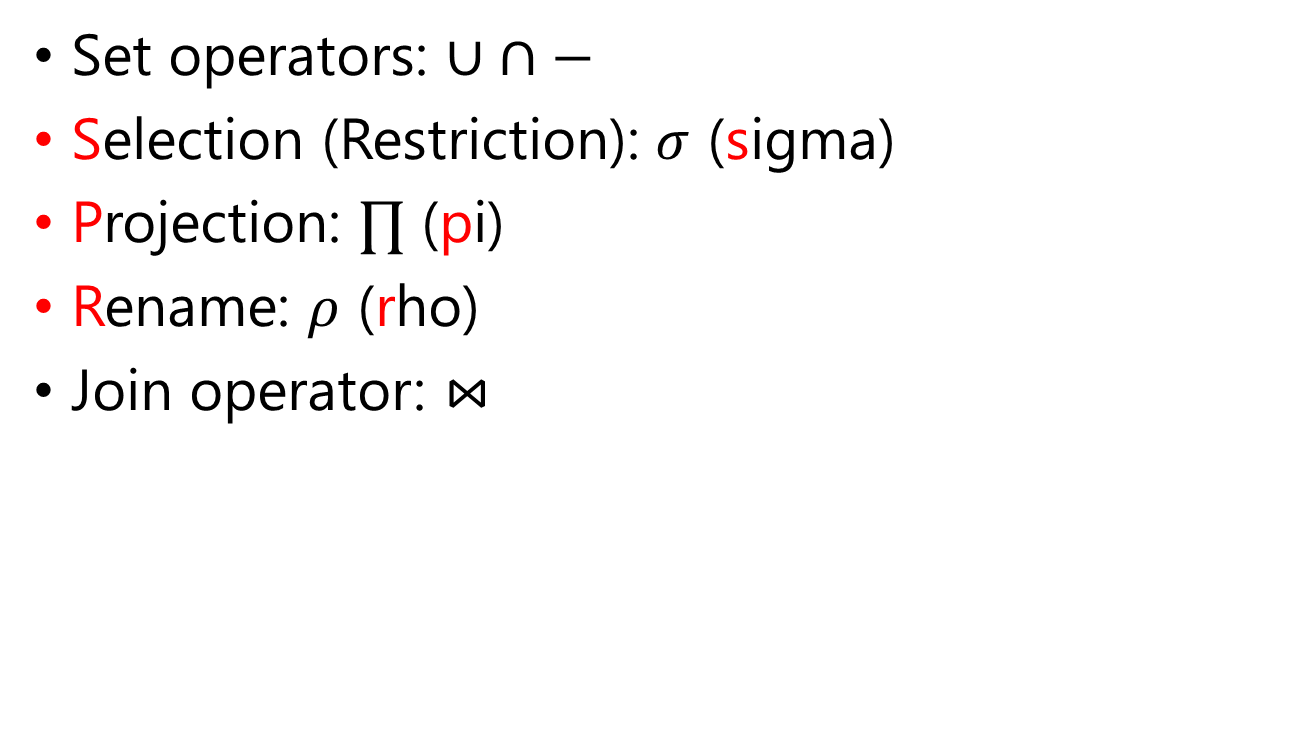 • Set operators: ∪ ∩ −
• Selection (Restriction): 𝜎 (sigma)
• Projection: ∏ (pi)
• Rename: 𝜌 (rho)
• Join operator: ⋈